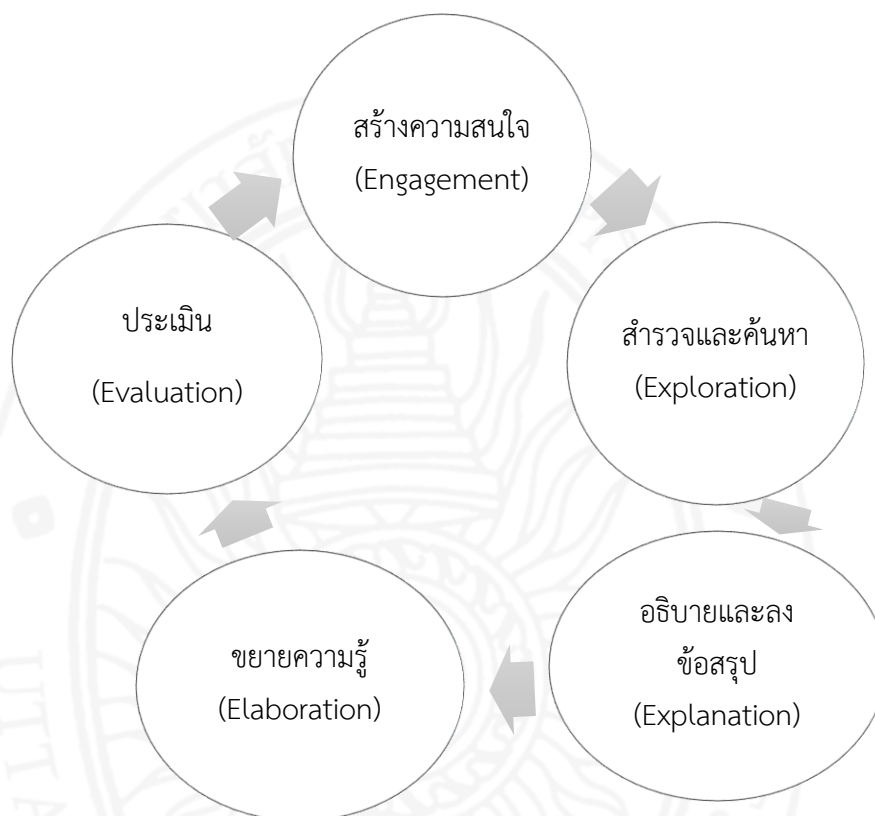 สร้างความสนใจ
(Engagement)
สำรวจและค้นหา
(Exploration)
อธิบายและลง
ข้อสรุป
(Explanation)
ขยายความรู้
(Elaboration)
ประเมิน
(Evaluation)